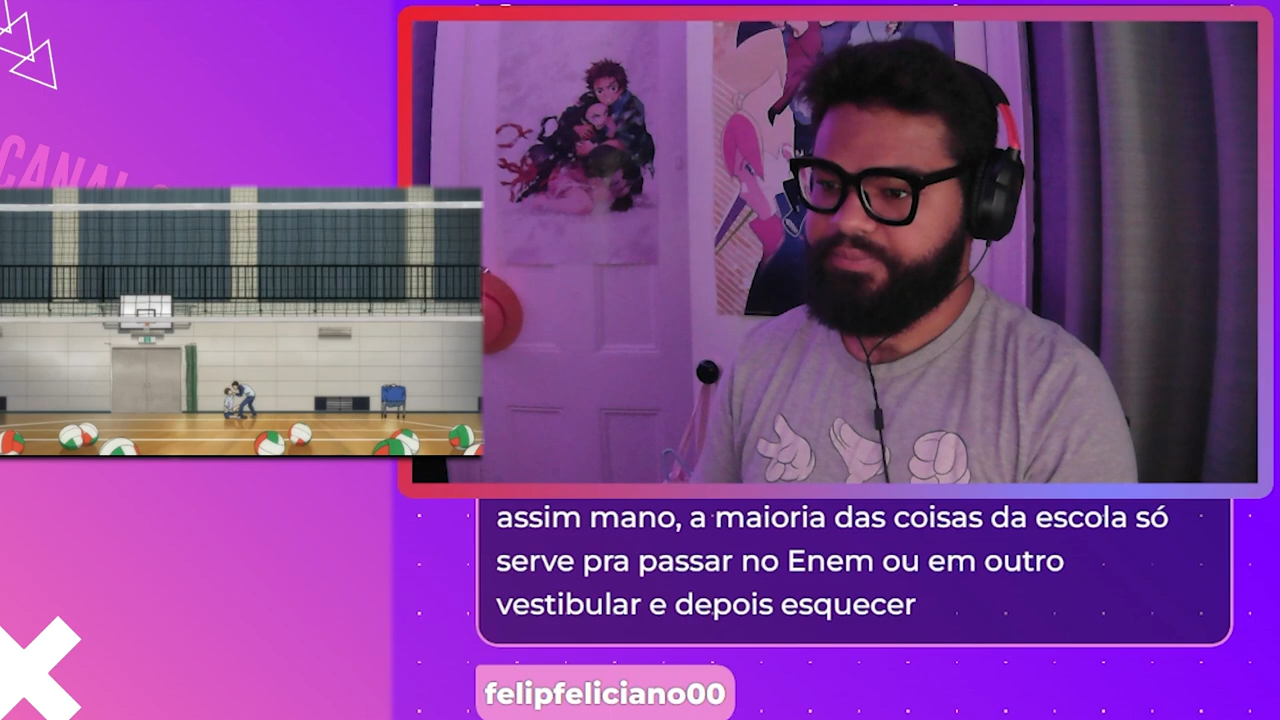 CANAL
assim mano, a maioria das coisas da escola só
serve pra passar no Enem ou em outro
vestibular e depois esquecer
felipfeliciano00